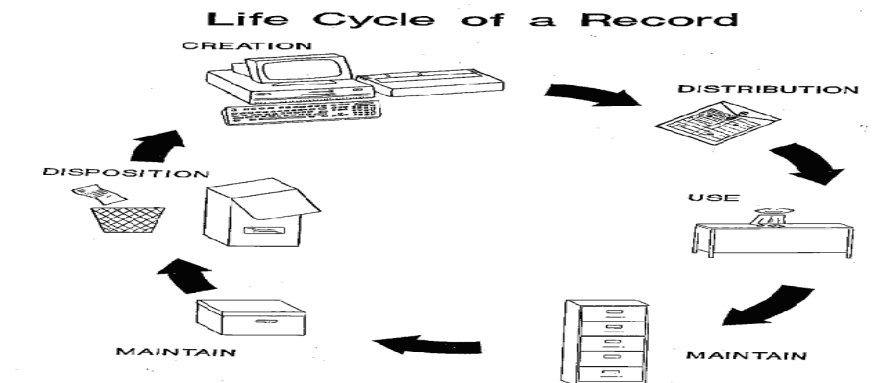 Life Cycle of a Record
CREATION
DISTRIBUTION
USE
MAINTAIN
MAINTAIN
DISPOSITION